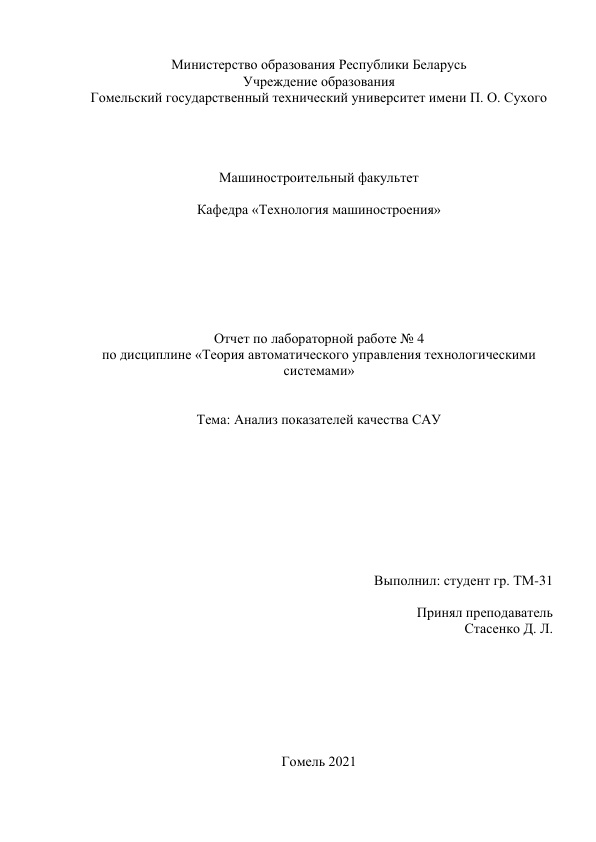 Министерство образования Республики Беларусь
Учреждение образования
Гомельский государственный технический университет имени П. О. Сухого
Машиностроительный факультет
Кафедра «Технология машиностроения»
Отчет по лабораторной работе № 4
по дисциплине «Теория автоматического управления технологическими
системами»
Тема: Анализ показателей качества САУ
Выполнил: студент гр. ТМ-31
Принял преподаватель
Стасенко Д. Л.
Гомель 2021